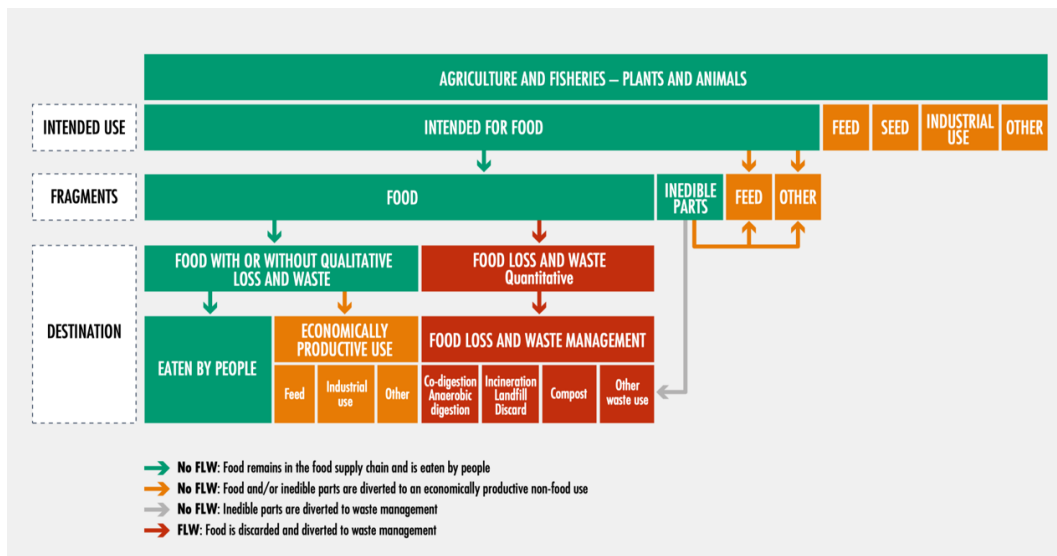 AGRICULTURE AND FISHERIES – PLANTS AND ANIMALS
INTENDED USE
INTENDED FOR FOOD
FEED
SEED
INDUSTRIAL
USE
OTHER
FRAGMENTS
FOOD
INEDIBLE
PARTS
FEED
OTHER
DESTINATION
FOOD WITH OR WITHOUT QUALITATIVE
LOSS AND WASTE
FOOD LOSS AND WASTE
Quantitative
EATEN BY PEOPLE
ECONOMICALLY
PRODUCTIVE USE
FOOD LOSS AND WASTE MANAGEMENT
Feed
Industrial
use
Other
Co-digestion
Anaerobic
digestion
Incineration
Landfill
Discard
Compost
Other
waste use
No FLW: Food remains in the food supply chain and is eaten by people
No FLW: Food and/or inedible parts are diverted to an economically productive non-food use
No FLW: Inedible parts are diverted to waste management
FLW: Food is discarded and diverted to waste management